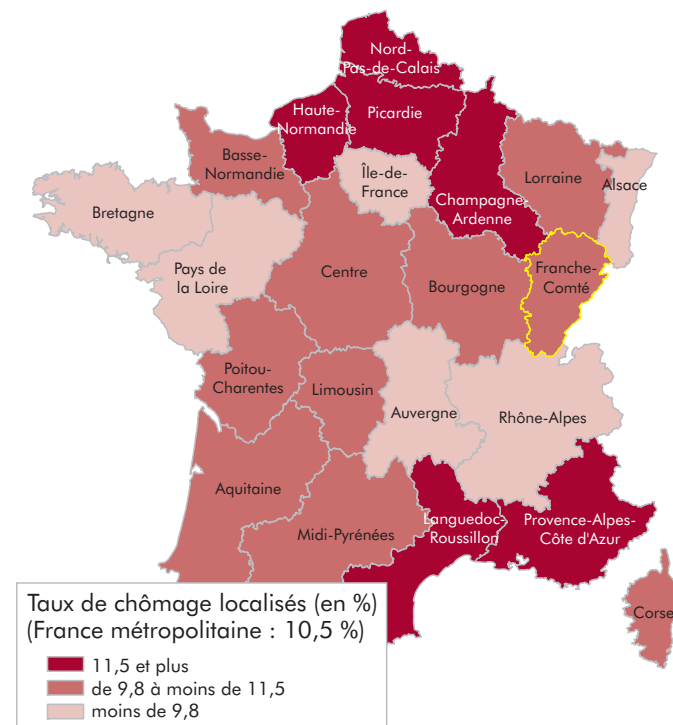 Nord-
Pas-de-Calais
Haute-
Normandie
Picardie
Basse-
Normandie
Île-de-
France
Champagne-
Ardenne
Lorraine
Alsace
Bretagne
Pays de
la Loire
Centre
Bourgogne
Franche-
Comté
Poitou-
Charentes
Limousin
Auvergne
Rhône-Alpes
Aquitaine
Midi-Pyrénées
Languedoc-
Roussillon
Provence-Alpes-
Côte d'Azur
Corse
Taux de chômage localisés (en %)
(France métropolitaine : 10,5 %)
11,5 et plus
de 9,8 à moins de 11,5
moins de 9,8